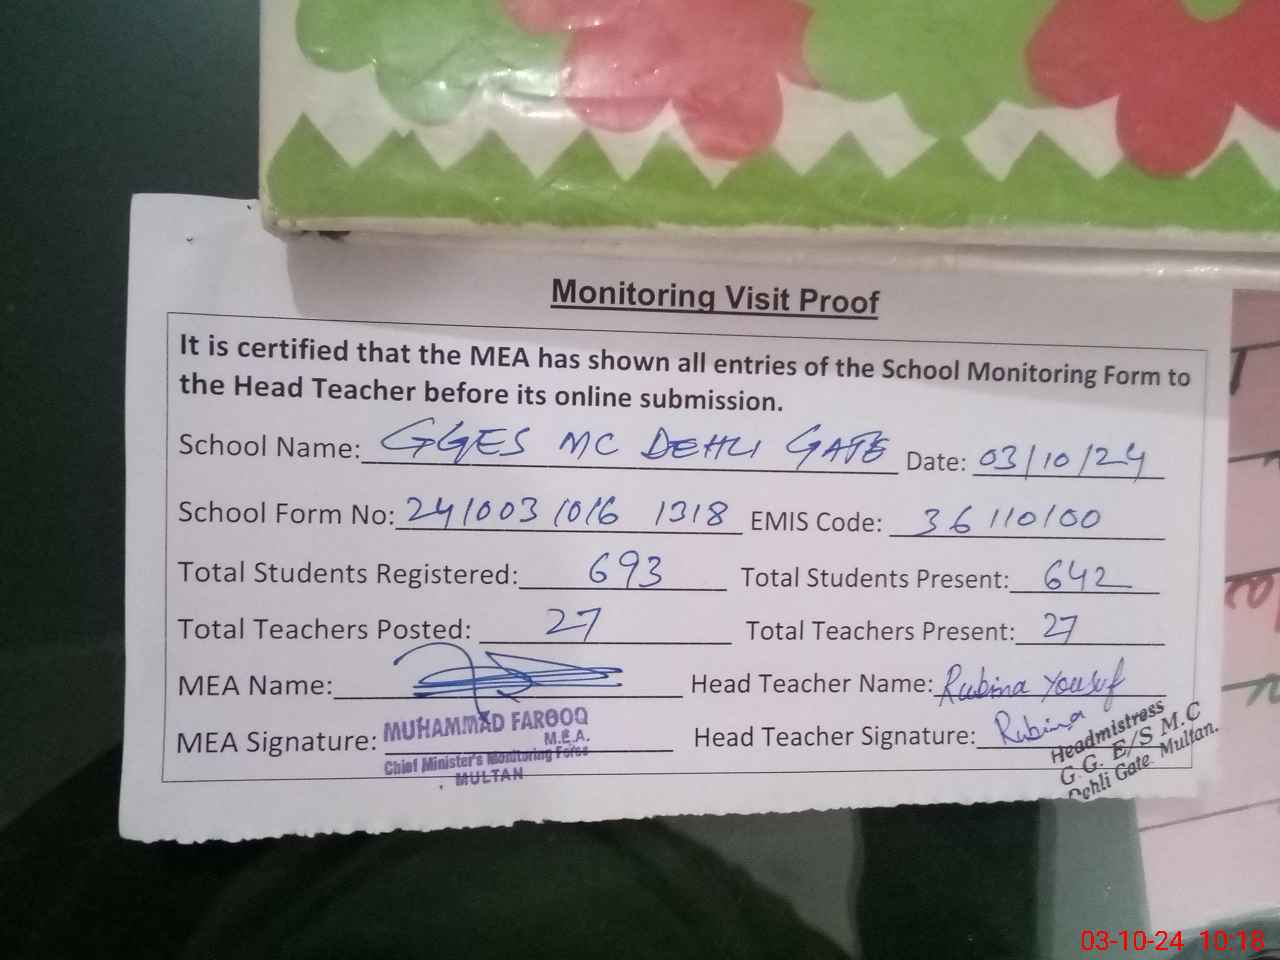 Monitoring Visit Proof
It is certified that the MEA has shown all entries of the School Monitoring Form to
the Head Teacher before its online submission.
School Name: GGES MC DEHLI GATE Date: 03/10/24
School Form No: 241003 1016 1318 EMIS Code: 36110100
Total Students Registered: 693 Total Students Present: 642
Total Teachers Posted: 27 Total Teachers Present: 27
MEA Name: Head Teacher Name: Rubina Yousuf
MEA Signature: Head Teacher Signature: Rubina
MUHAMMAD FAROOQ
M.E.A.
Chief Minister's Monitoring Force
MULTAN
Headmistress
G.G. E/S M.C
Dehli Gate Multan.
03-10-24 10:18